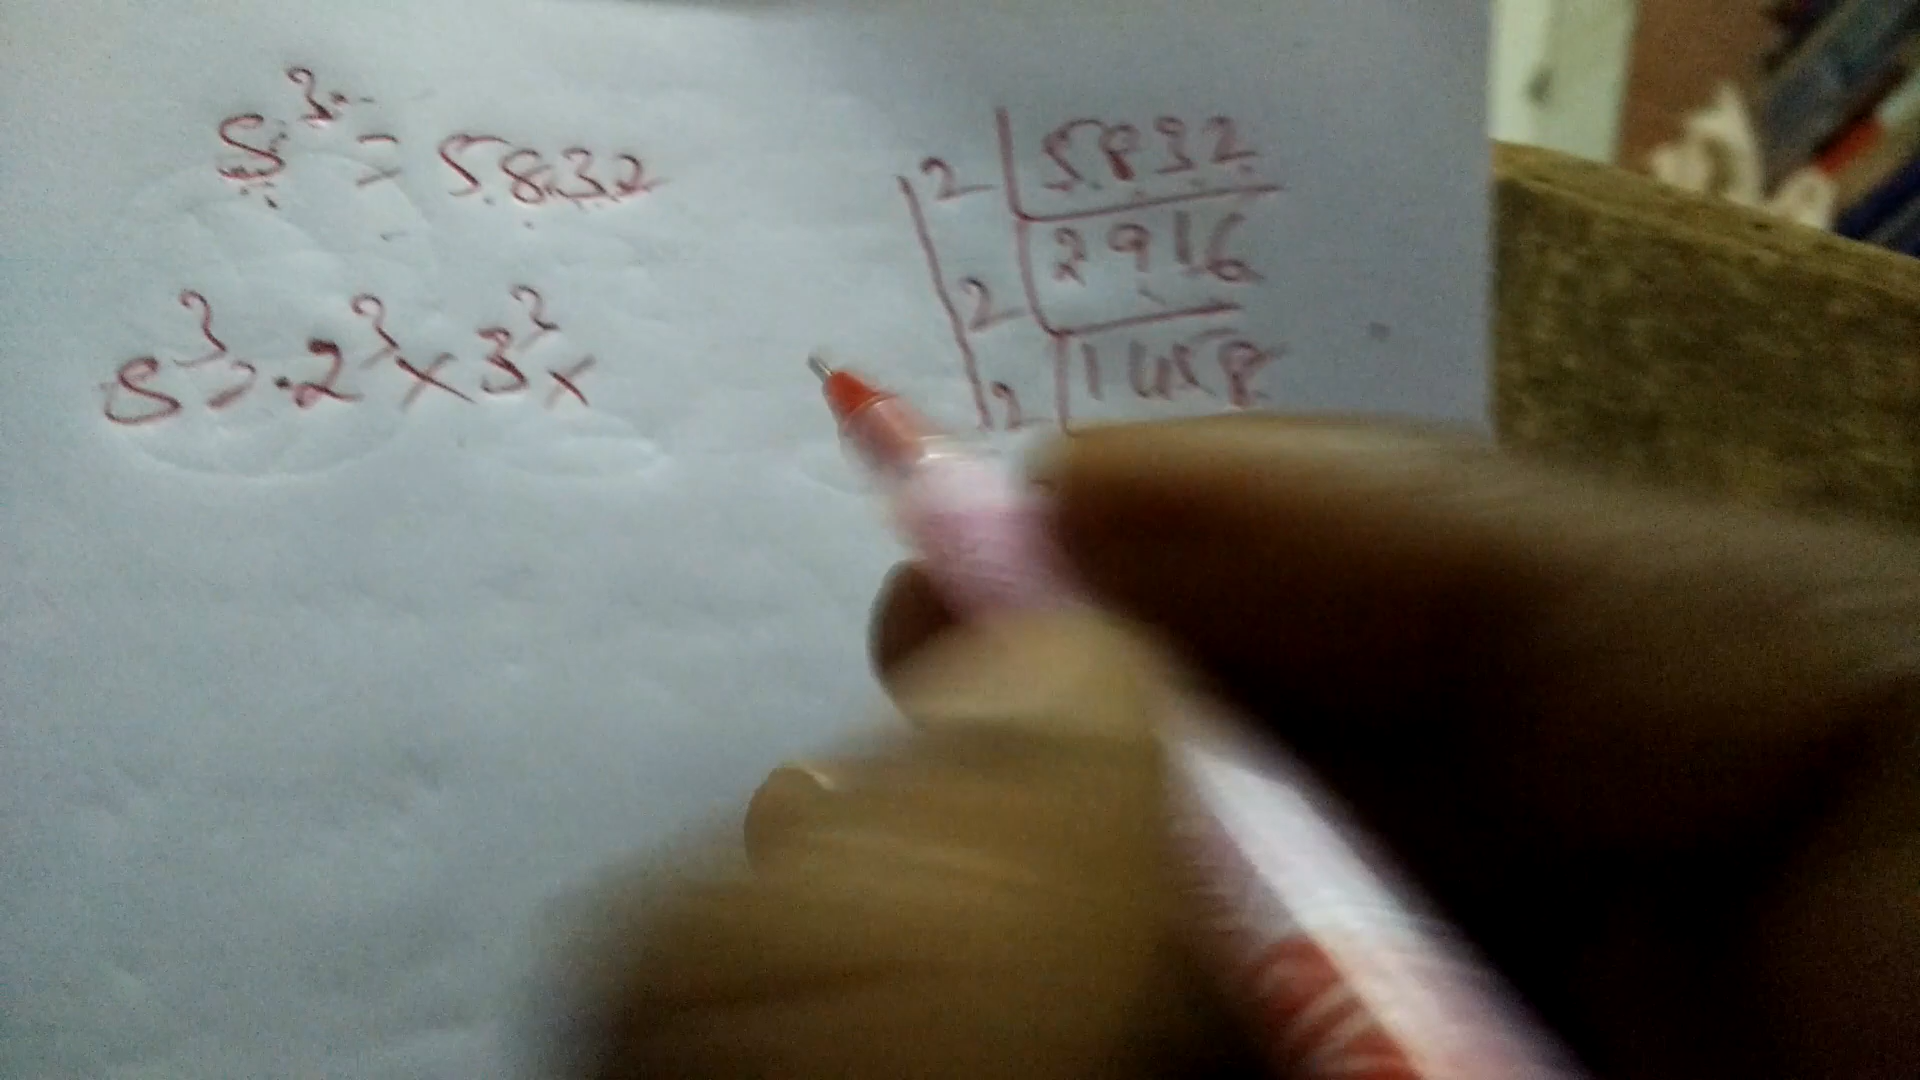 S³ = 5832
S³ = 2³ x 3³ x
2 5832
2 2916
2 1458